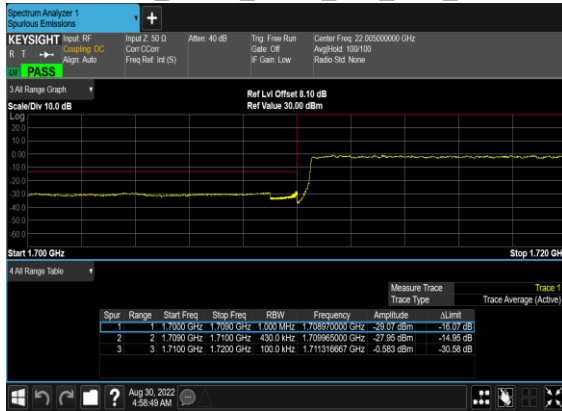 Spectrum Analyzer 1
Spurious Emissions
+
KEYSIGHT
R T
LXI PASS
Input: RF
Coupling: DC
Align: Auto
Input Z: 50 Ω
Corr CCorr
Freq Ref: Int (S)
Atten: 40 dB
Trig: Free Run
Gate: Off
IF Gain: Low
Center Freq: 22.005000000 GHz
Avg|Hold: 100/100
Radio Std: None
3 All Range Graph
Scale/Div 10.0 dB
Ref Lvl Offset 8.10 dB
Ref Value 30.00 dBm
Log
20.0
10.0
0.00
-10.0
-20.0
-30.0
-40.0
-50.0
-60.0
Start 1.700 GHz
Stop 1.720 GH
4 All Range Table
Measure Trace Trace 1
Trace Type Trace Average (Active)
Spur Range Start Freq Stop Freq RBW Frequency Amplitude ΔLimit
1 1 1.7000 GHz 1.7090 GHz 1.000 MHz 1.708970000 GHz -29.07 dBm -16.07 dB
2 2 1.7090 GHz 1.7100 GHz 430.0 kHz 1.709965000 GHz -27.95 dBm -14.95 dB
3 3 1.7100 GHz 1.7200 GHz 100.0 kHz 1.711316667 GHz -0.583 dBm -30.58 dB
?
Aug 30, 2022
4:58:49 AM